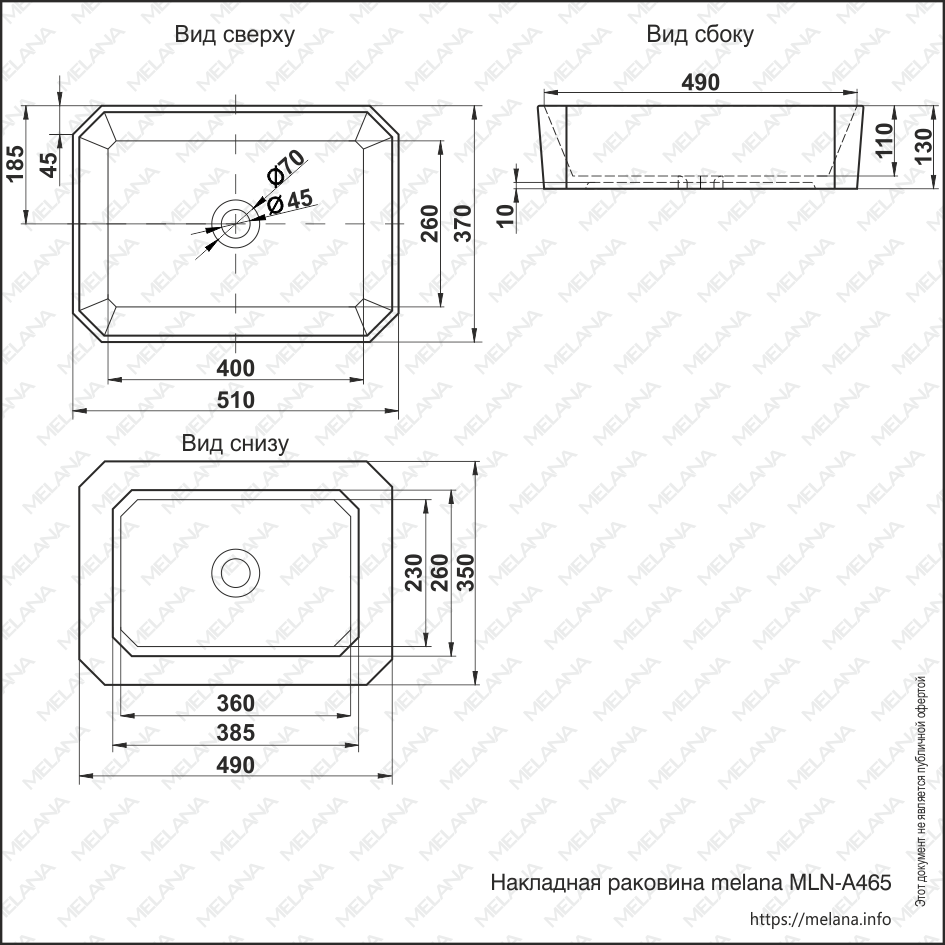 Вид сверху
Вид сбоку
490
185
45
Ø70
Ø45
260
370
110
130
10
400
510
Вид снизу
230
260
350
360
385
490
Этот документ не является публичной офертой
Накладная раковина melana MLN-A465
https://melana.info
MELANA